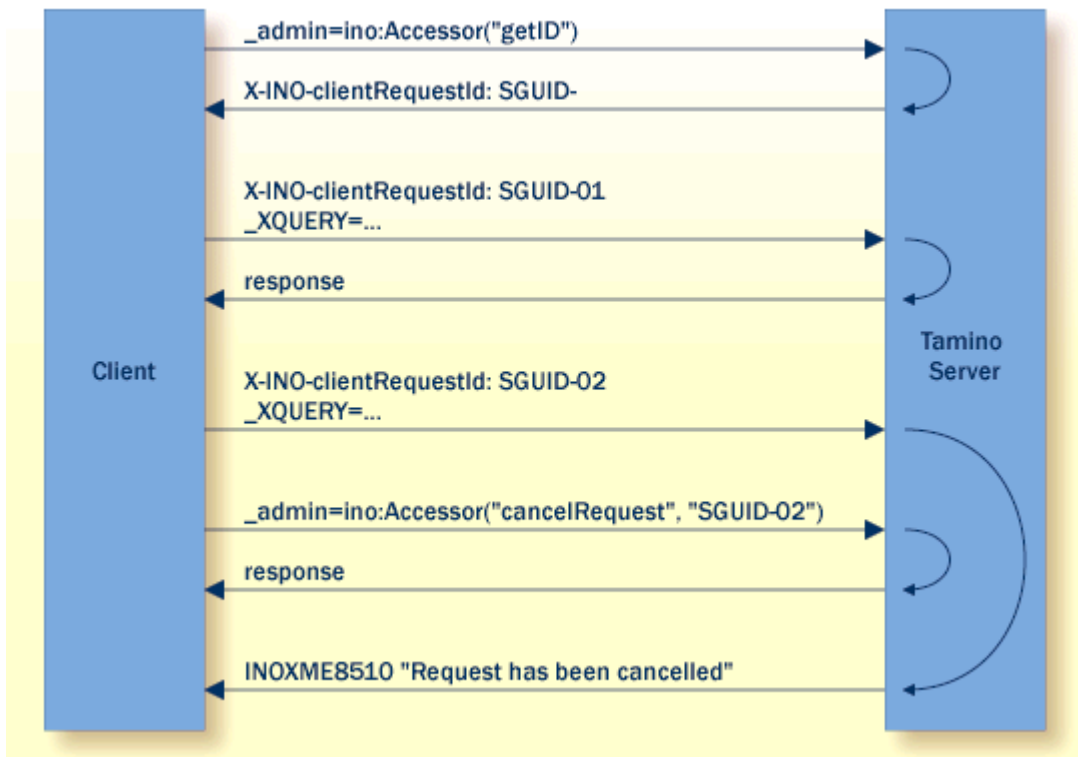 _admin=ino:Accessor("getID")
X-INO-clientRequestId: SGUID-
X-INO-clientRequestId: SGUID-01
_XQUERY=...
response
Client
Tamino
Server
X-INO-clientRequestId: SGUID-02
_XQUERY=...
_admin=ino:Accessor("cancelRequest", "SGUID-02")
response
INOXME8510 "Request has been cancelled"